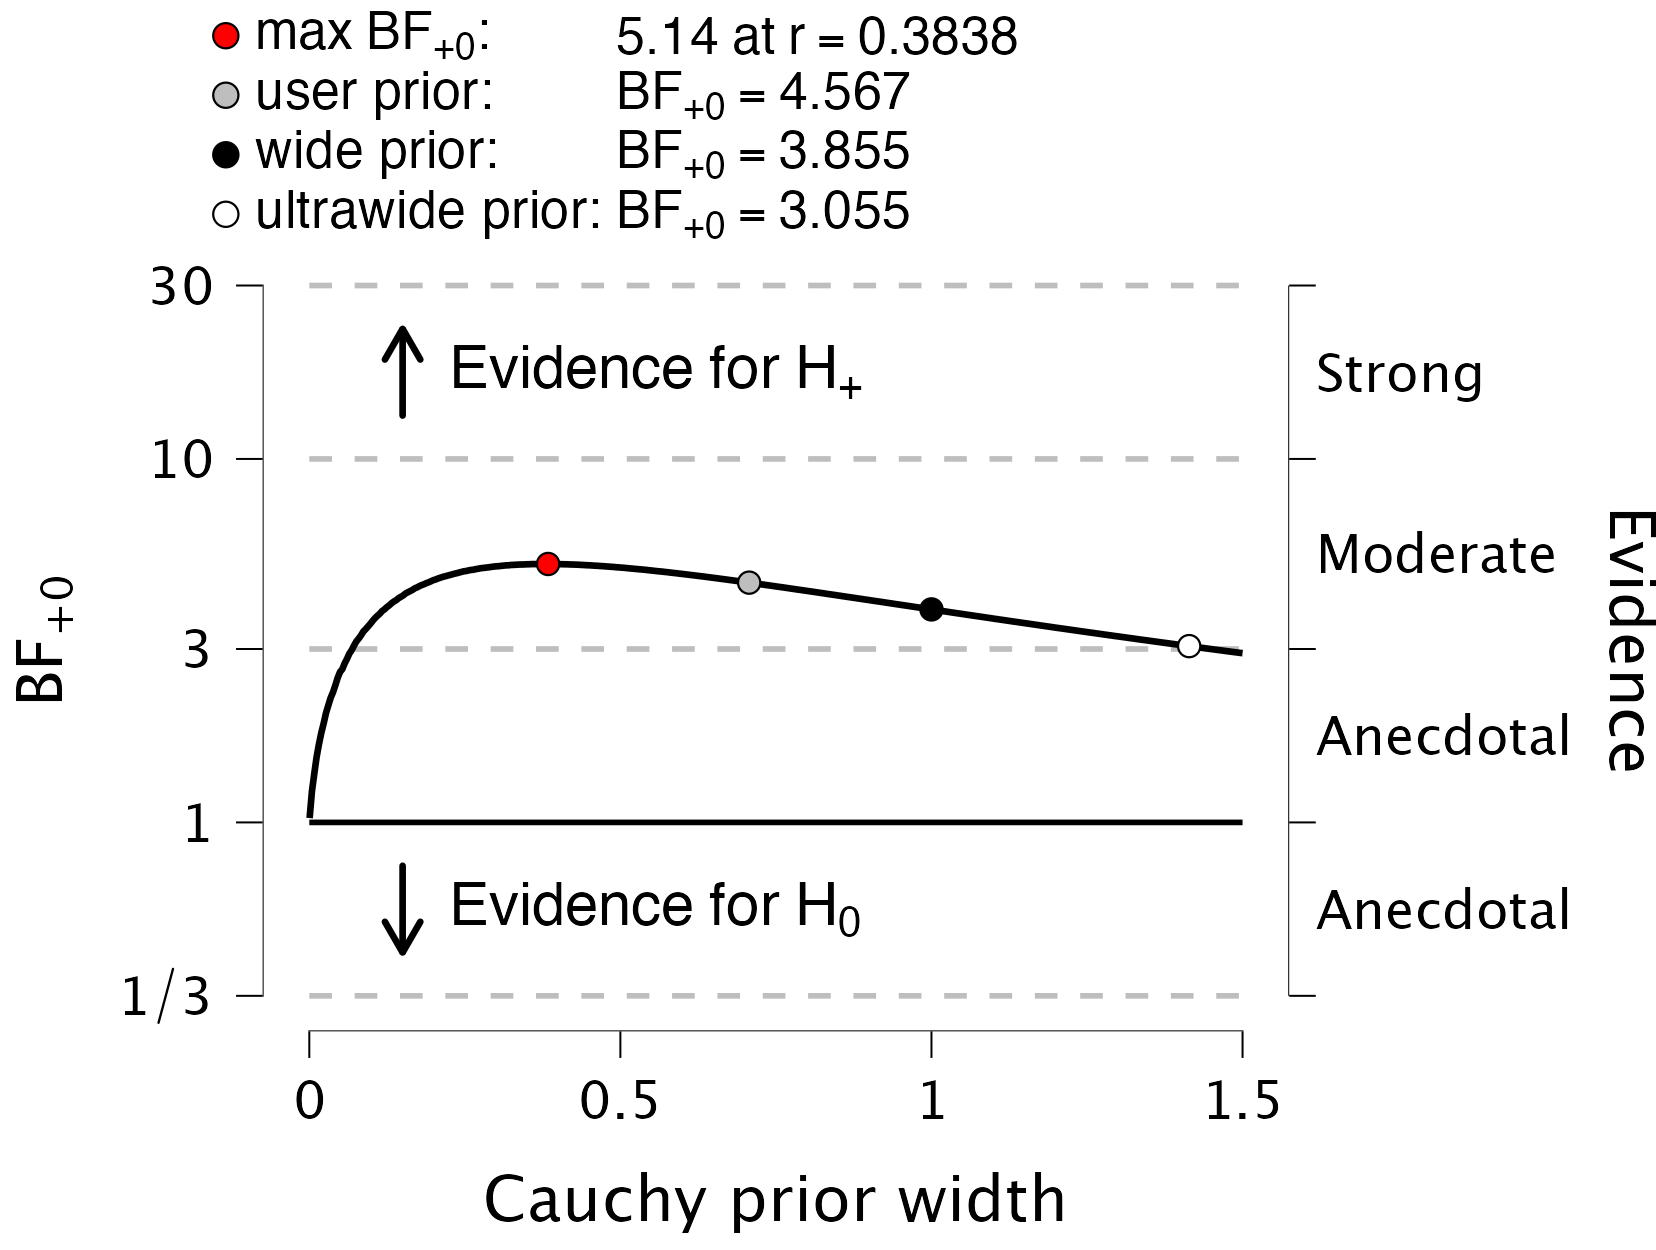 max BF+0: 5.14 at r = 0.3838
user prior: BF+0 = 4.567
wide prior: BF+0 = 3.855
ultrawide prior: BF+0 = 3.055
30
Evidence for H+
Strong
10
Moderate
3
Anecdotal
1
Evidence for H0
Anecdotal
1/3
BF+0
Evidence
0 0.5 1 1.5
Cauchy prior width